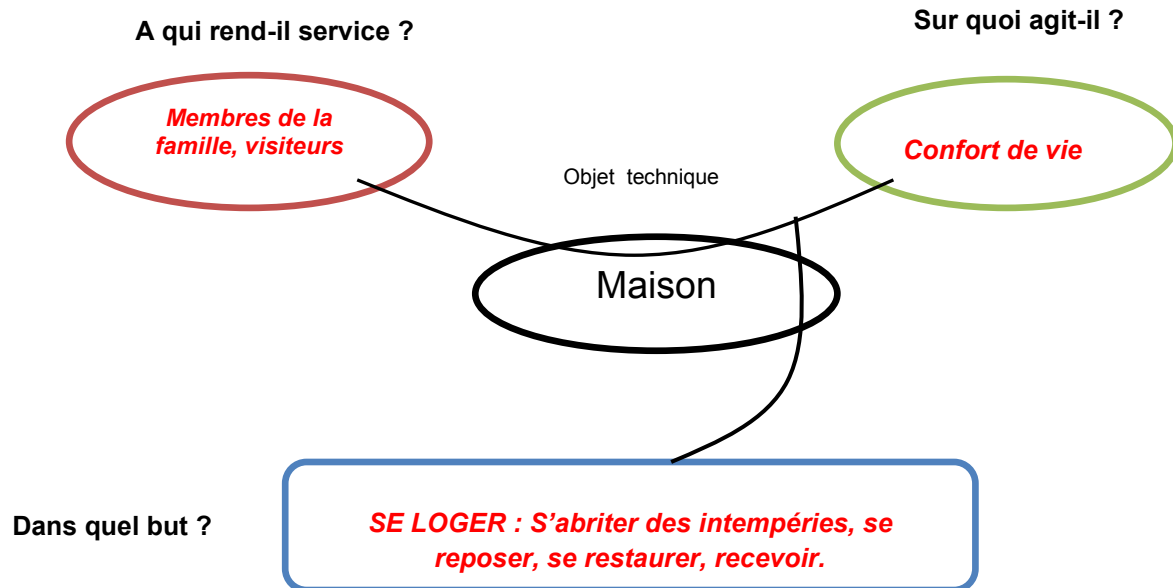 A qui rend-il service ?
Sur quoi agit-il ?
Membres de la
famille, visiteurs
Confort de vie
Objet technique
Maison
Dans quel but ?
SE LOGER : S’abriter des intempéries, se
reposer, se restaurer, recevoir.